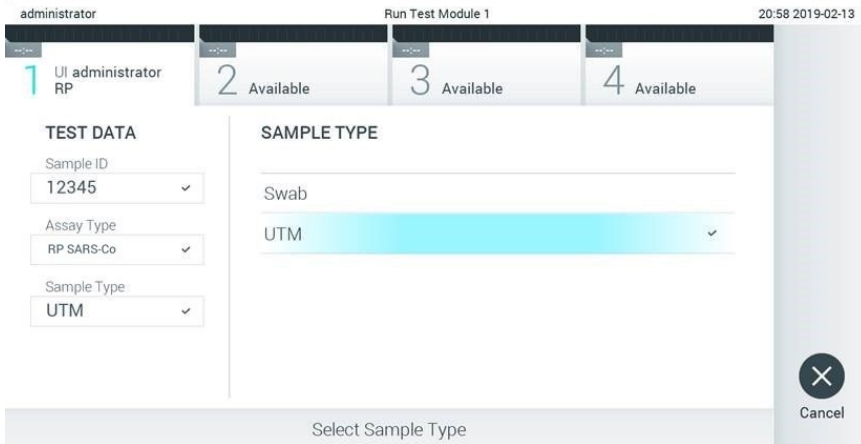 administrator
Run Test Module 1
20:58 2019-02-13
--:--
--:--
--:--
--:--
1 UI administrator
RP
2 Available
3 Available
4 Available
TEST DATA
Sample ID
12345
Assay Type
RP SARS-Co
Sample Type
UTM
SAMPLE TYPE
Swab
UTM
Cancel
Select Sample Type